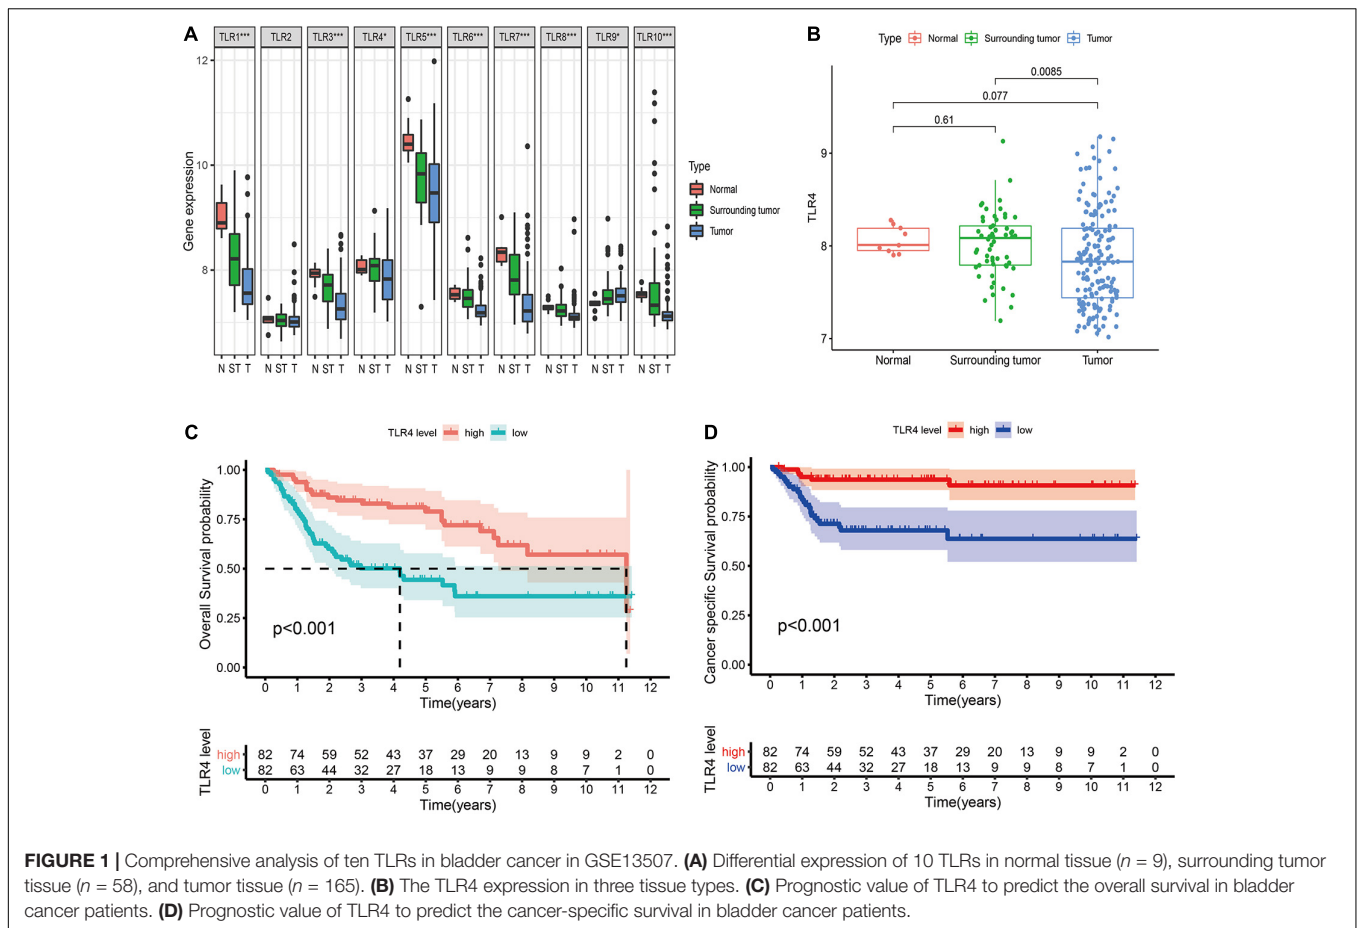 A
TLR1*** TLR2 TLR3*** TLR4* TLR5*** TLR6*** TLR7*** TLR8*** TLR9* TLR10***
12
10
8
Gene expression
N ST T N ST T N ST T N ST T N ST T N ST T N ST T N ST T N ST T N ST T
Type
Normal
Surrounding tumor
Tumor
B
Type Normal Surrounding tumor Tumor
0.0085
0.077
0.61
9
8
7
TLR4
Normal Surrounding tumor Tumor
C
TLR4 level high low
1.00
0.75
0.50
0.25
0.00
Overall Survival probability
p<0.001
0 1 2 3 4 5 6 7 8 9 10 11 12
Time(years)
TLR4 level
high 82 74 59 52 43 37 29 20 13 9 9 2 0
low 82 63 44 32 27 18 13 9 9 8 7 1 0
0 1 2 3 4 5 6 7 8 9 10 11 12
Time(years)
D
TLR4 level high low
1.00
0.75
0.50
0.25
0.00
Cancer specific Survival probability
p<0.001
0 1 2 3 4 5 6 7 8 9 10 11 12
Time(years)
TLR4 level
high 82 74 59 52 43 37 29 20 13 9 9 2 0
low 82 63 44 32 27 18 13 9 9 8 7 1 0
0 1 2 3 4 5 6 7 8 9 10 11 12
Time(years)
FIGURE 1 | Comprehensive analysis of ten TLRs in bladder cancer in GSE13507. (A) Differential expression of 10 TLRs in normal tissue (n = 9), surrounding tumor
tissue (n = 58), and tumor tissue (n = 165). (B) The TLR4 expression in three tissue types. (C) Prognostic value of TLR4 to predict the overall survival in bladder
cancer patients. (D) Prognostic value of TLR4 to predict the cancer-specific survival in bladder cancer patients.